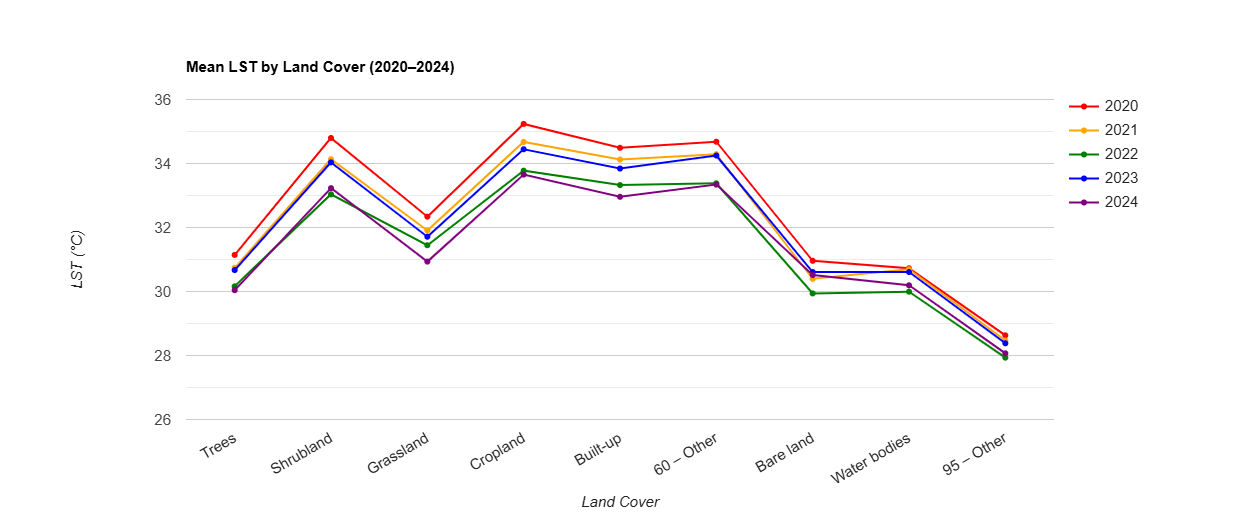 Mean LST by Land Cover (2020–2024)
36
34
32
30
28
26
LST (°C)
Trees
Shrubland
Grassland
Cropland
Built-up
60 – Other
Bare land
Water bodies
95 – Other
Land Cover
2020
2021
2022
2023
2024